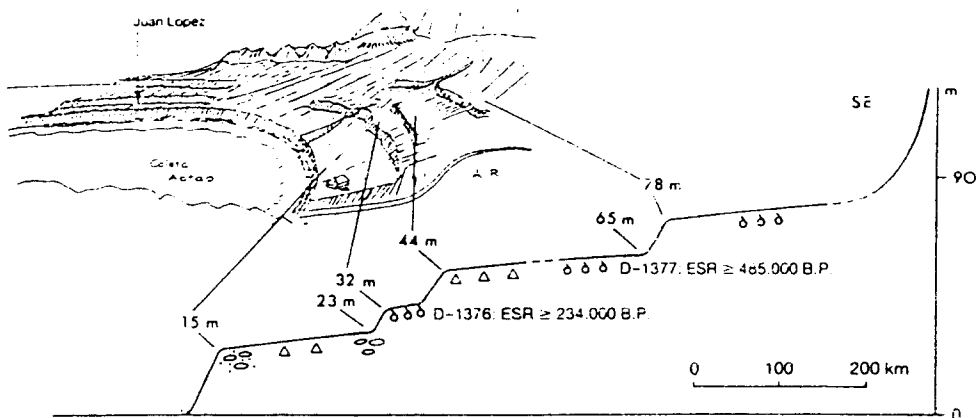 Juan Lopez
m
SE
Caleta
A.R.
90
78 m
65 m
44 m
D-1377: ESR ≥ 485.000 B.P.
32 m
23 m
D-1376: ESR ≥ 234.000 B.P.
15 m
0 100 200 km
0